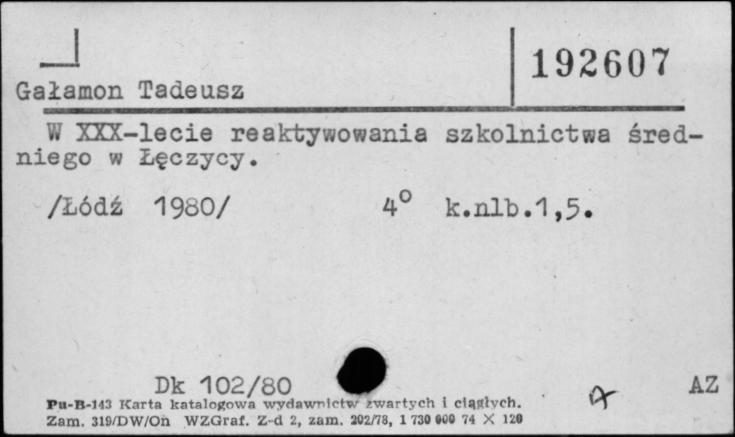 192607
Gałamon Tadeusz
W XXX-lecie reaktywowania szkolnictwa śred-
niego w Łęczycy.
/Łódź 1980/ 4° k.nlb.1,5.
Dk 102/80
AZ
Pu-B-143 Karta katalogowa wydawnictw zwartych i ciągłych.
Zam. 319/DW/On WZGraf. Z-d 2, zam. 202/78, 1 730 000 74 X 120